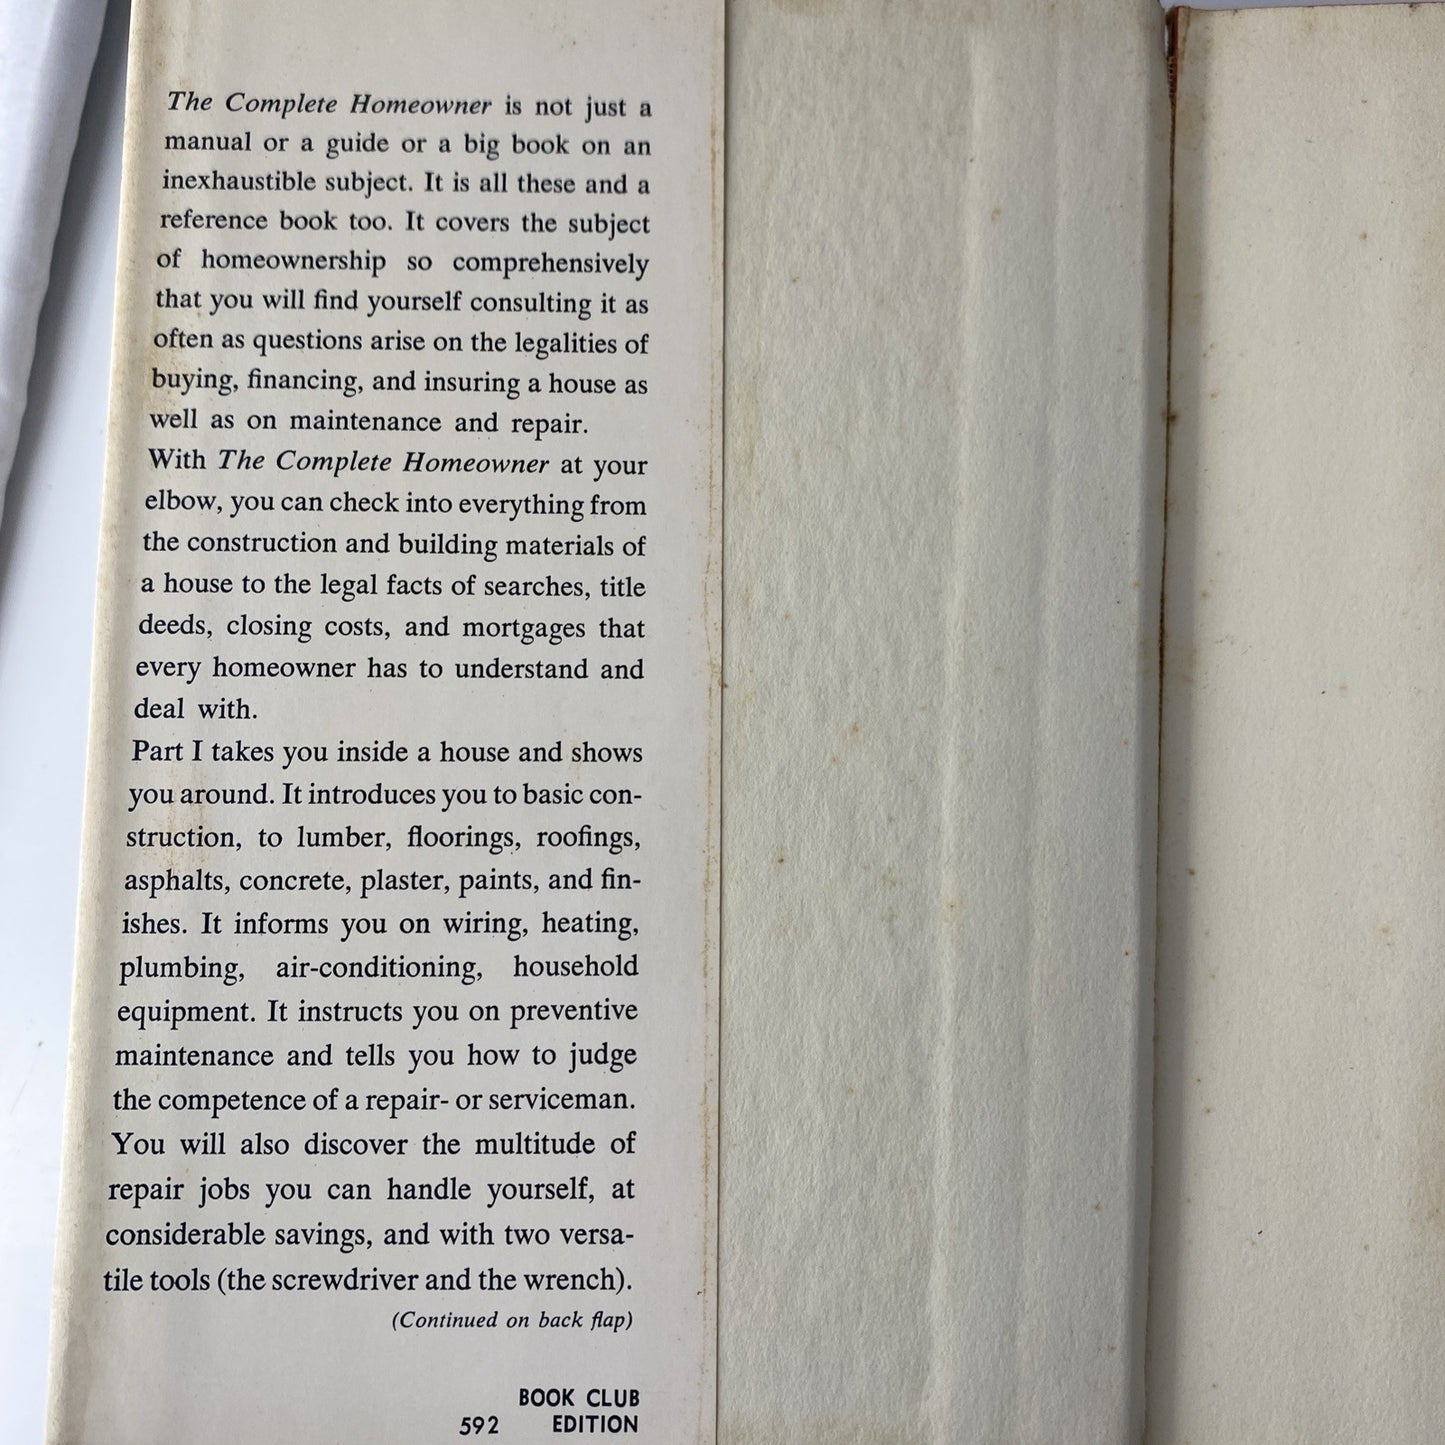 The Complete Homeowner is not just a
manual or a guide or a big book on an
inexhaustible subject. It is all these and a
reference book too. It covers the subject
of homeownership so comprehensively
that you will find yourself consulting it as
often as questions arise on the legalities of
buying, financing, and insuring a house as
well as on maintenance and repair.
With The Complete Homeowner at your
elbow, you can check into everything from
the construction and building materials of
a house to the legal facts of searches, title
deeds, closing costs, and mortgages that
every homeowner has to understand and
deal with.
Part I takes you inside a house and shows
you around. It introduces you to basic con-
struction, to lumber, floorings, roofings,
asphalts, concrete, plaster, paints, and fin-
ishes. It informs you on wiring, heating,
plumbing, air-conditioning, household
equipment. It instructs you on preventive
maintenance and tells you how to judge
the competence of a repair- or serviceman.
You will also discover the multitude of
repair jobs you can handle yourself, at
considerable savings, and with two versa-
tile tools (the screwdriver and the wrench).
(Continued on back flap)
BOOK CLUB
592 EDITION